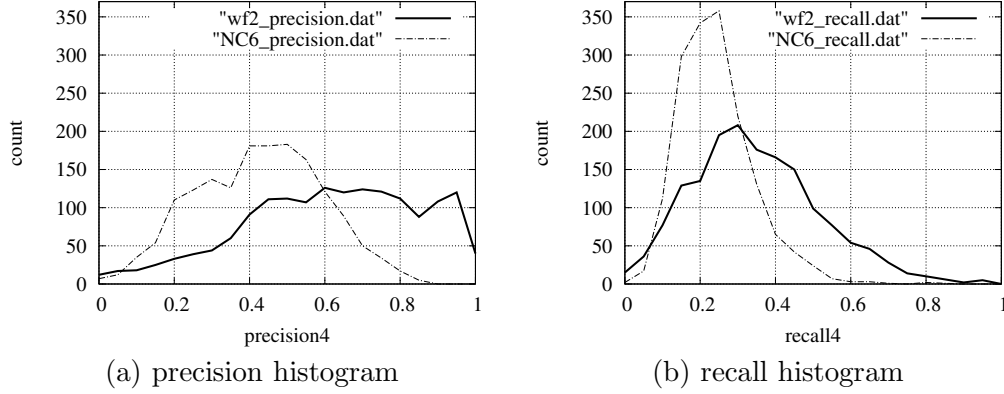 350
300
250
200
150
100
50
0
count
"wf2_precision.dat"
"NC6_precision.dat"
0 0.2 0.4 0.6 0.8 1
precision4
(a) precision histogram
350
300
250
200
150
100
50
0
count
"wf2_recall.dat"
"NC6_recall.dat"
0 0.2 0.4 0.6 0.8 1
recall4
(b) recall histogram